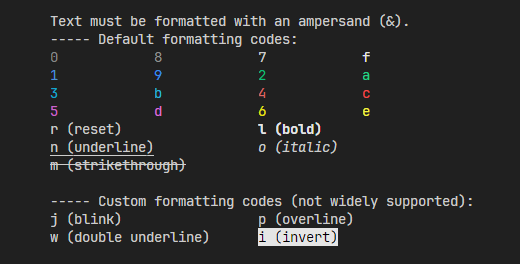 Text must be formatted with an ampersand (&).
----- Default formatting codes:
0 8 7 f
1 9 2 a
3 b 4 c
5 d 6 e
r (reset) l (bold)
n (underline) o (italic)
m (strikethrough)
----- Custom formatting codes (not widely supported):
j (blink) p (overline)
w (double underline) i (invert)